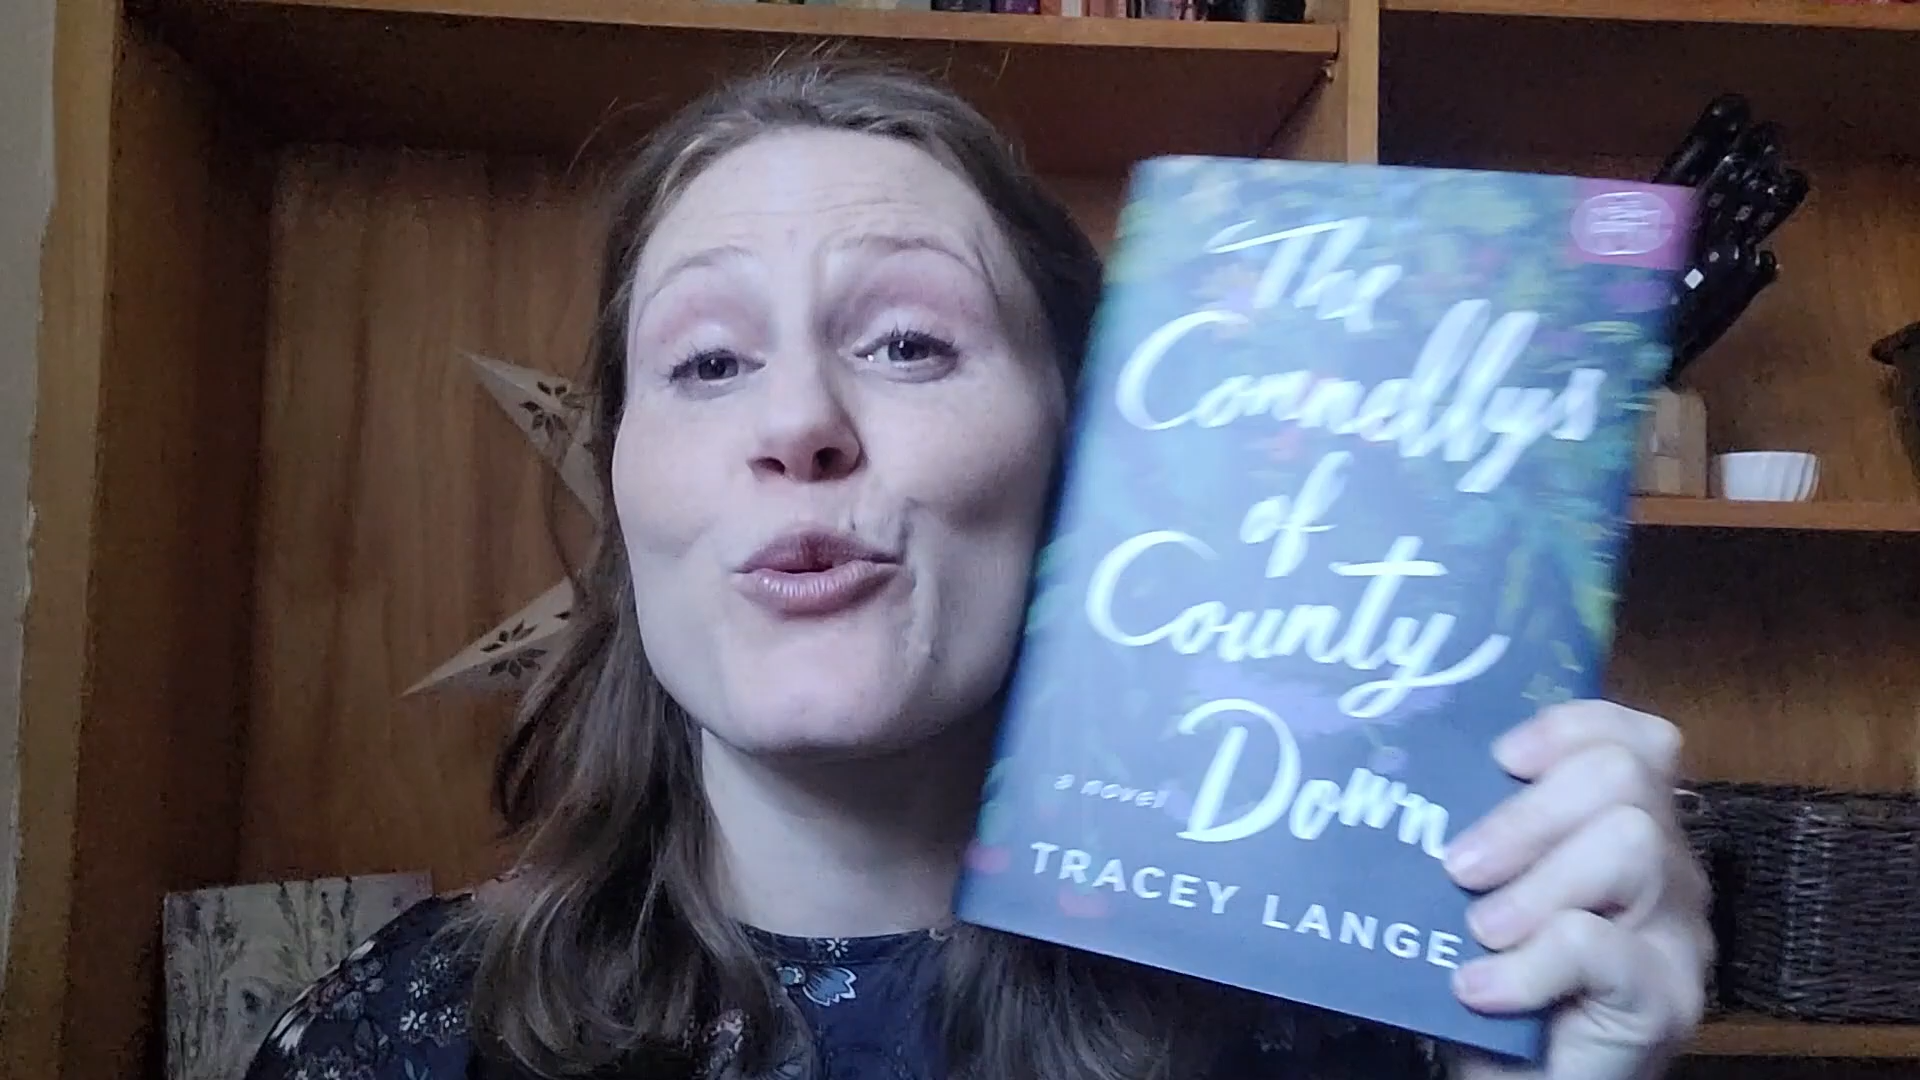 The
Connellys
of
County
Down
a novel
TRACEY LANGE